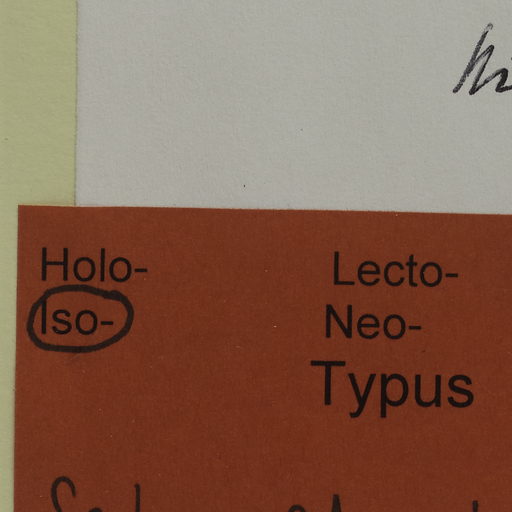 Holo- Lecto-
Iso- Neo-
Typus